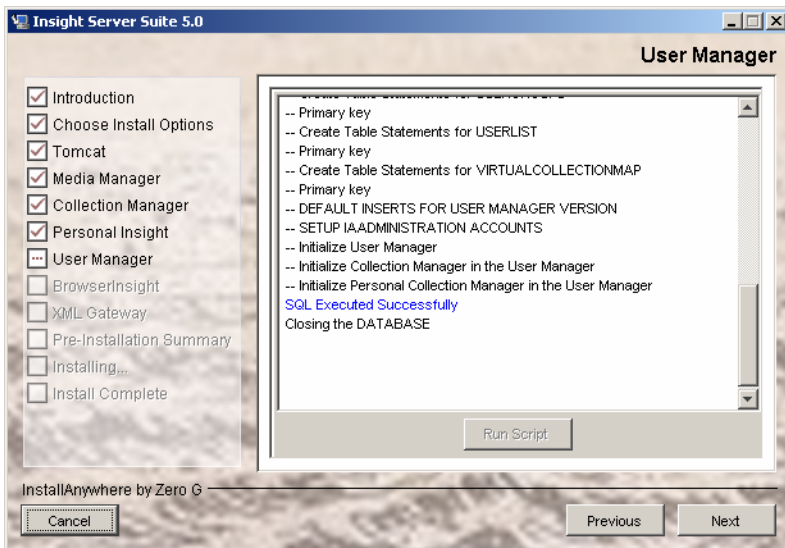 Insight Server Suite 5.0
User Manager
Introduction
Choose Install Options
Tomcat
Media Manager
Collection Manager
Personal Insight
User Manager
BrowserInsight
XML Gateway
Pre-Installation Summary
Installing...
Install Complete
-- Primary key
-- Create Table Statements for USERLIST
-- Primary key
-- Create Table Statements for VIRTUALCOLLECTIONMAP
-- Primary key
-- DEFAULT INSERTS FOR USER MANAGER VERSION
-- SETUP IAADMINISTRATION ACCOUNTS
-- Initialize User Manager
-- Initialize Collection Manager in the User Manager
-- Initialize Personal Collection Manager in the User Manager
SQL Executed Successfully
Closing the DATABASE
Run Script
InstallAnywhere by Zero G
Cancel
Previous
Next